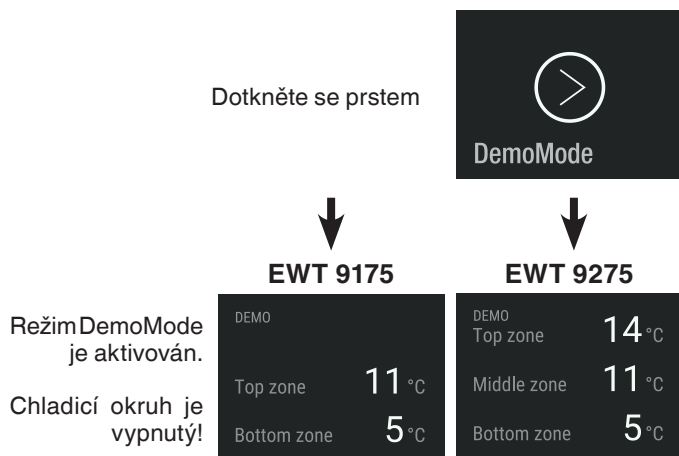 Dotkněte se prstem
DemoMode
EWT 9175
EWT 9275
Režim DemoMode
je aktivován.
Chladicí okruh je
vypnutý!
DEMO
Top zone 11 °C
Bottom zone 5 °C
DEMO
Top zone 14 °C
Middle zone 11 °C
Bottom zone 5 °C